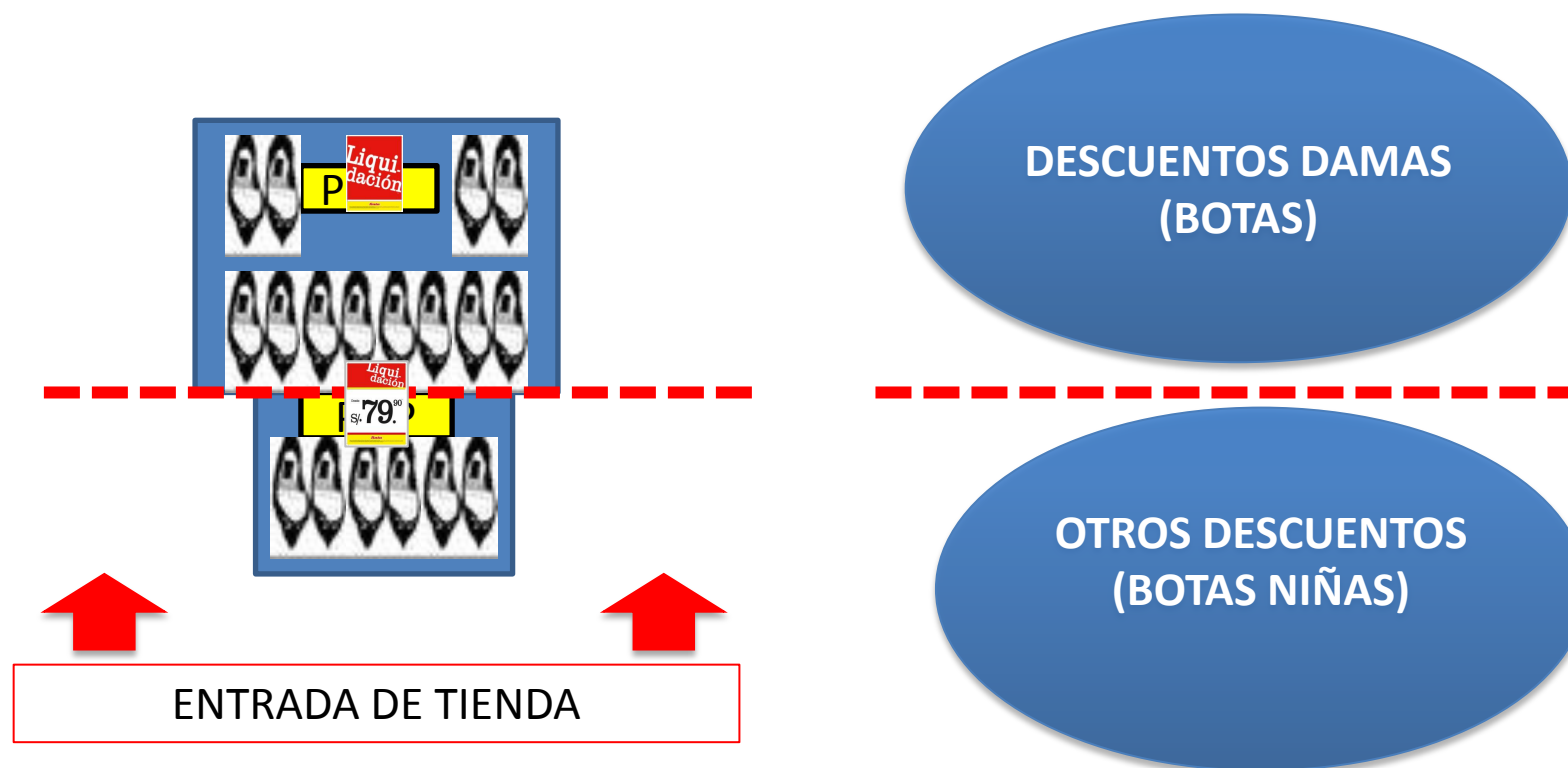 Liqui-
dación
P
Liqui-
dación
S/. 79.90
P
ENTRADA DE TIENDA
DESCUENTOS DAMAS
(BOTAS)
OTROS DESCUENTOS
(BOTAS NIÑAS)